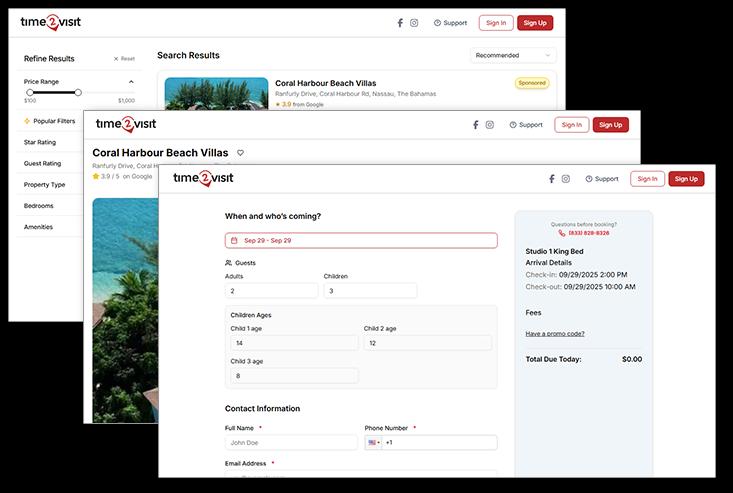 time2visit
Support
Sign In
Sign Up
Refine Results
Reset
Search Results
Recommended
Price Range
$100
$1,000
Coral Harbour Beach Villas
Sponsored
Ranfurly Drive, Coral Harbour Rd, Nassau, The Bahamas
3.9 from Google
Popular Filters
Star Rating
Guest Rating
Property Type
Bedrooms
Amenities
time2visit
Support
Sign In
Sign Up
Coral Harbour Beach Villas
Ranfurly Drive, Coral H
3.9 / 5 on Google
time2visit
Support
Sign In
Sign Up
When and who's coming?
Sep 29 - Sep 29
Guests
Adults
Children
2
3
Children Ages
Child 1 age
Child 2 age
14
12
Child 3 age
8
Contact Information
Full Name *
Phone Number *
John Doe
+1
Email Address *
Questions before booking?
(833) 828-8326
Studio 1 King Bed
Arrival Details
Check-in: 09/29/2025 2:00 PM
Check-out: 09/29/2025 10:00 AM
Fees
Have a promo code?
Total Due Today: $0.00